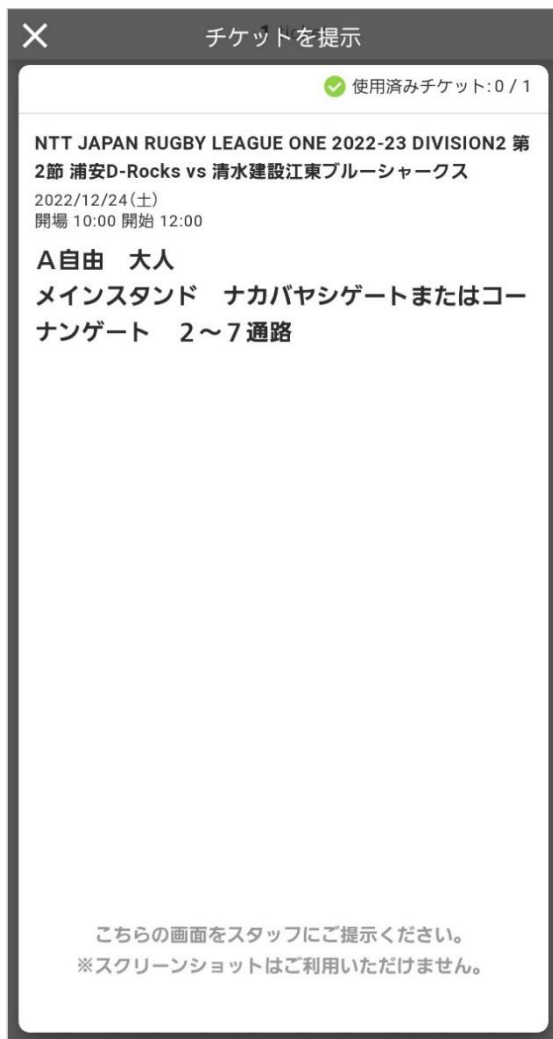 チケットを提示
使用済みチケット:0 / 1
NTT JAPAN RUGBY LEAGUE ONE 2022-23 DIVISION2 第
2節 浦安D-Rocks vs 清水建設江東ブルーシャークス
2022/12/24(土)
開場 10:00 開始 12:00
A自由　大人
メインスタンド　ナカバヤシゲートまたはコー
ナンゲート　２～７通路
こちらの画面をスタッフにご提示ください。
※スクリーンショットはご利用いただけません。